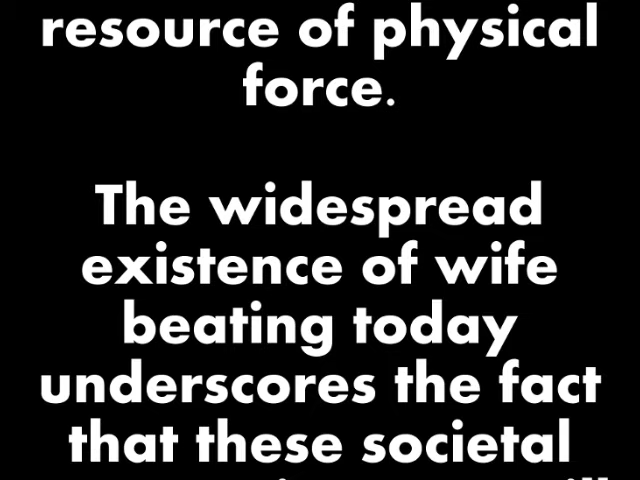 resource of physical
force.
The widespread
existence of wife
beating today
underscores the fact
that these societal